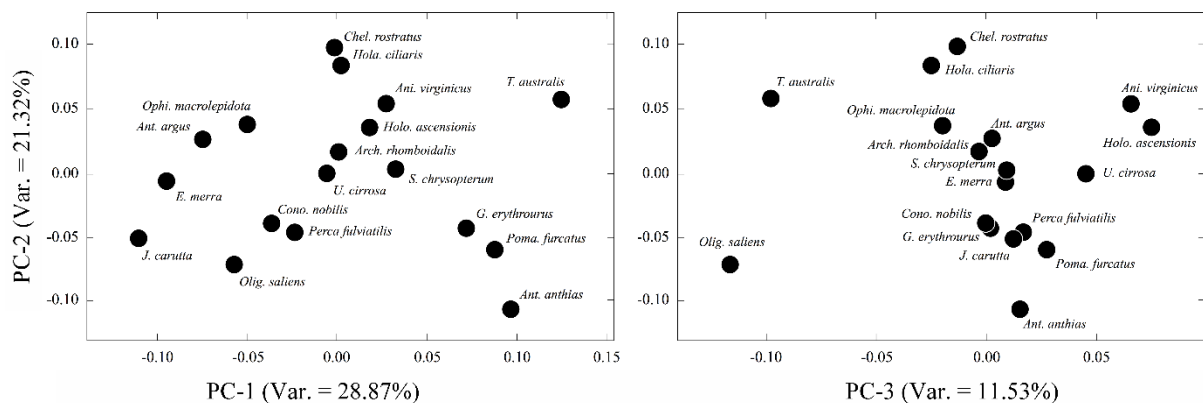 PC-2 (Var. = 21.32%)
0.10
0.05
0.00
-0.05
-0.10
Chel. rostratus
Hola. ciliaris
Ani. virginicus
T. australis
Ophi. macrolepidota
Ant. argus
Holo. ascensionis
Arch. rhomboidalis
S. chrysopterum
U. cirrosa
E. merra
Cono. nobilis
G. erythrourus
Perca fulviatilis
J. carutta
Poma. furcatus
Olig. saliens
Ant. anthias
-0.10
-0.05
0.00
0.05
0.10
0.15
PC-1 (Var. = 28.87%)
0.10
0.05
0.00
-0.05
-0.10
Chel. rostratus
Hola. ciliaris
T. australis
Ani. virginicus
Ophi. macrolepidota
Ant. argus
Holo. ascensionis
Arch. rhomboidalis
S. chrysopterum
U. cirrosa
E. merra
Cono. nobilis
Perca fulviatilis
G. erythrourus
Olig. saliens
J. carutta
Poma. furcatus
Ant. anthias
-0.10
-0.05
0.00
0.05
PC-3 (Var. = 11.53%)